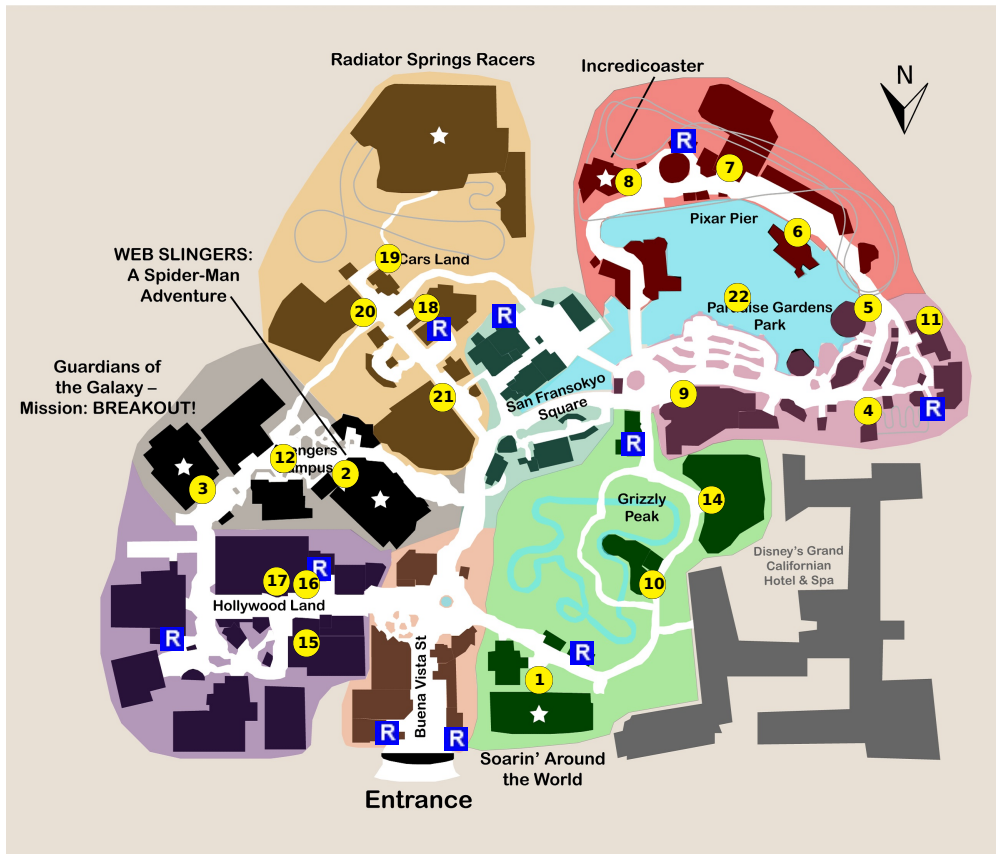 Radiator Springs Racers
Incredicoaster
N
R
7
8
Pixar Pier
6
WEB SLINGERS:
A Spider-Man
Adventure
19
Cars Land
22
Paradise Gardens
Park
18
R
R
20
5
11
Guardians of
the Galaxy –
Mission: BREAKOUT!
21
San Fransokyo
Square
9
4
R
R
12
Avengers
Campus
2
3
Grizzly
Peak
14
Disney's Grand
Californian
Hotel & Spa
R
17
16
10
Hollywood Land
R
15
R
1
Buena Vista St
R
R
Soarin' Around
the World
Entrance